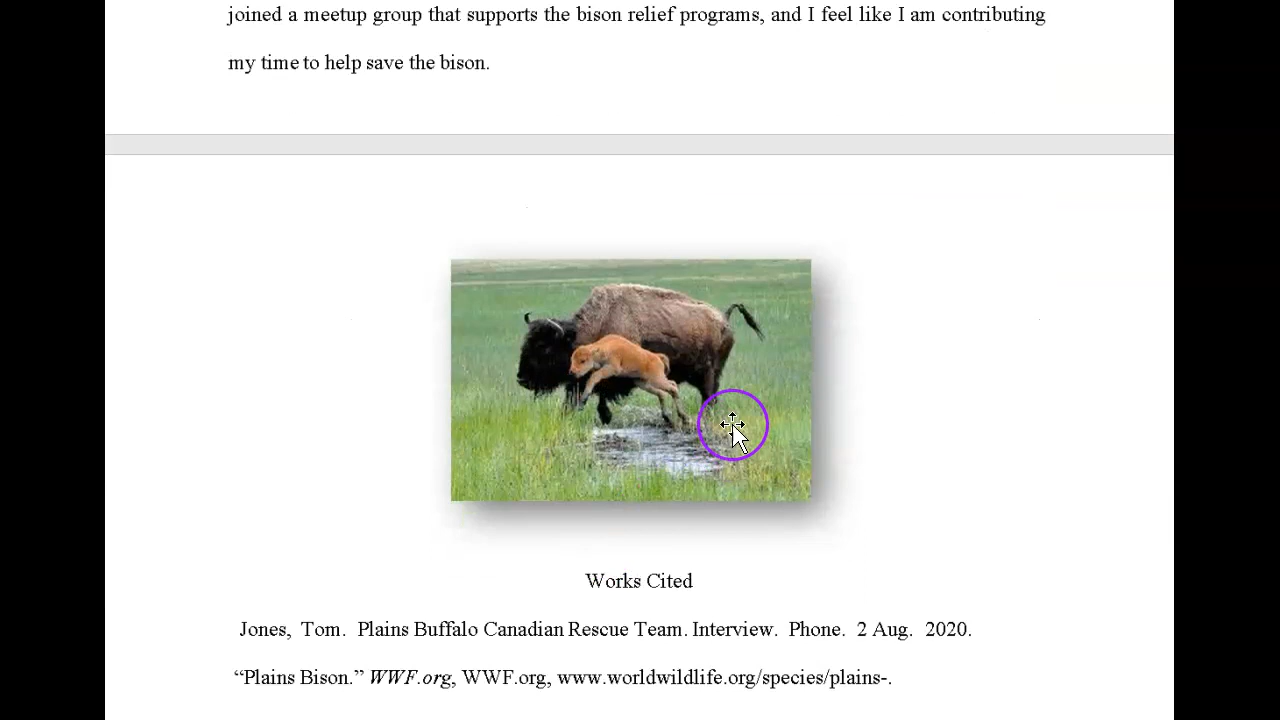 joined a meetup group that supports the bison relief programs, and I feel like I am contributing
my time to help save the bison.
Works Cited
Jones, Tom. Plains Buffalo Canadian Rescue Team. Interview. Phone. 2 Aug. 2020.
“Plains Bison.” WWF.org, WWF.org, www.worldwildlife.org/species/plains-.